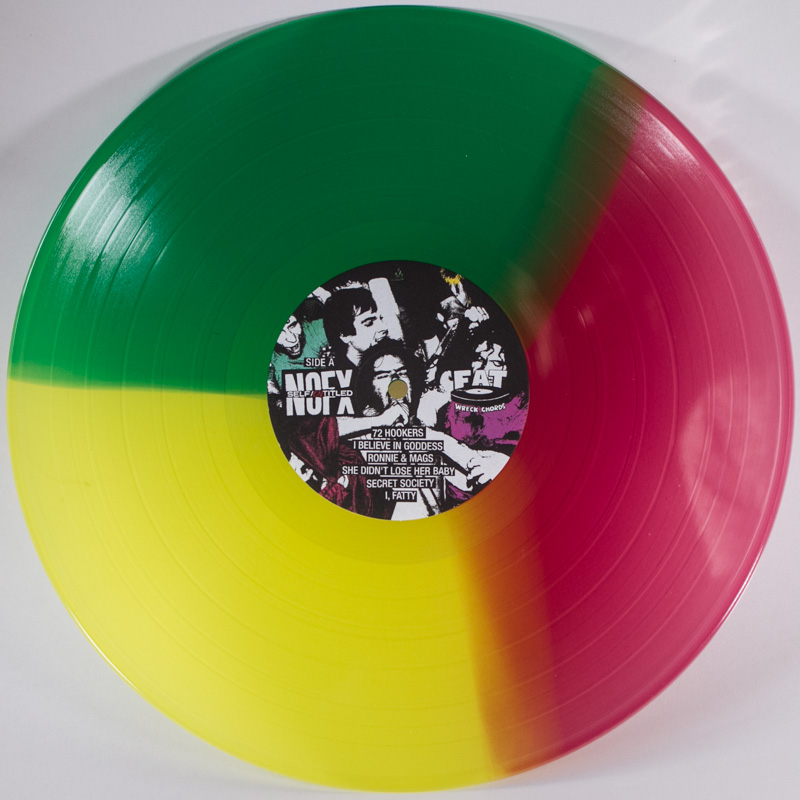 SIDE A
NOFX
SELF/ENTITLED
NOFX
FAT
WRECK CHORDS
72 HOOKERS
I BELIEVE IN GODDESS
RONNIE & MAGS
SHE DIDN'T LOSE HER BABY
SECRET SOCIETY
I, FATTY